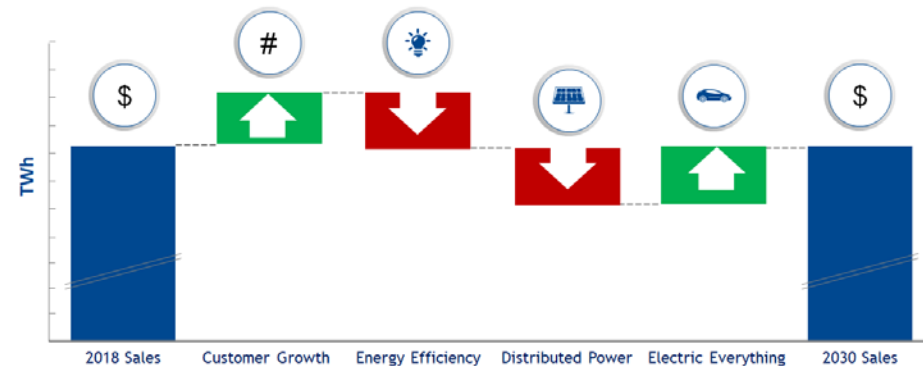 $
#
$
TWh
2018 Sales
Customer Growth
Energy Efficiency
Distributed Power
Electric Everything
2030 Sales